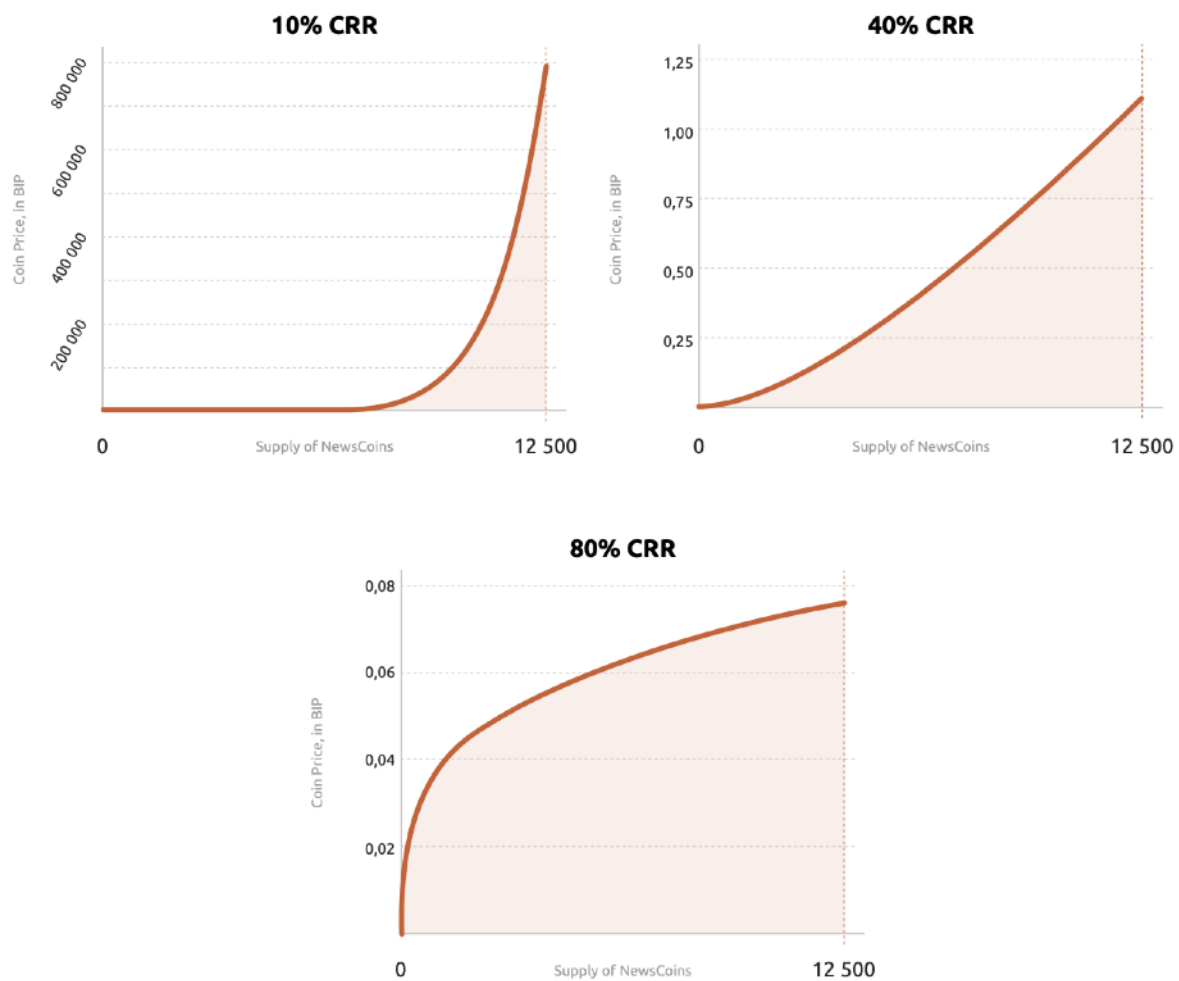 10% CRR
800 000
600 000
400 000
200 000
Coin Price, in BIP
0
Supply of NewsCoins
12 500
40% CRR
1,25
1,00
0,75
0,50
0,25
Coin Price, in BIP
0
Supply of NewsCoins
12 500
80% CRR
0,08
0,06
0,04
0,02
Coin Price, in BIP
0
Supply of NewsCoins
12 500